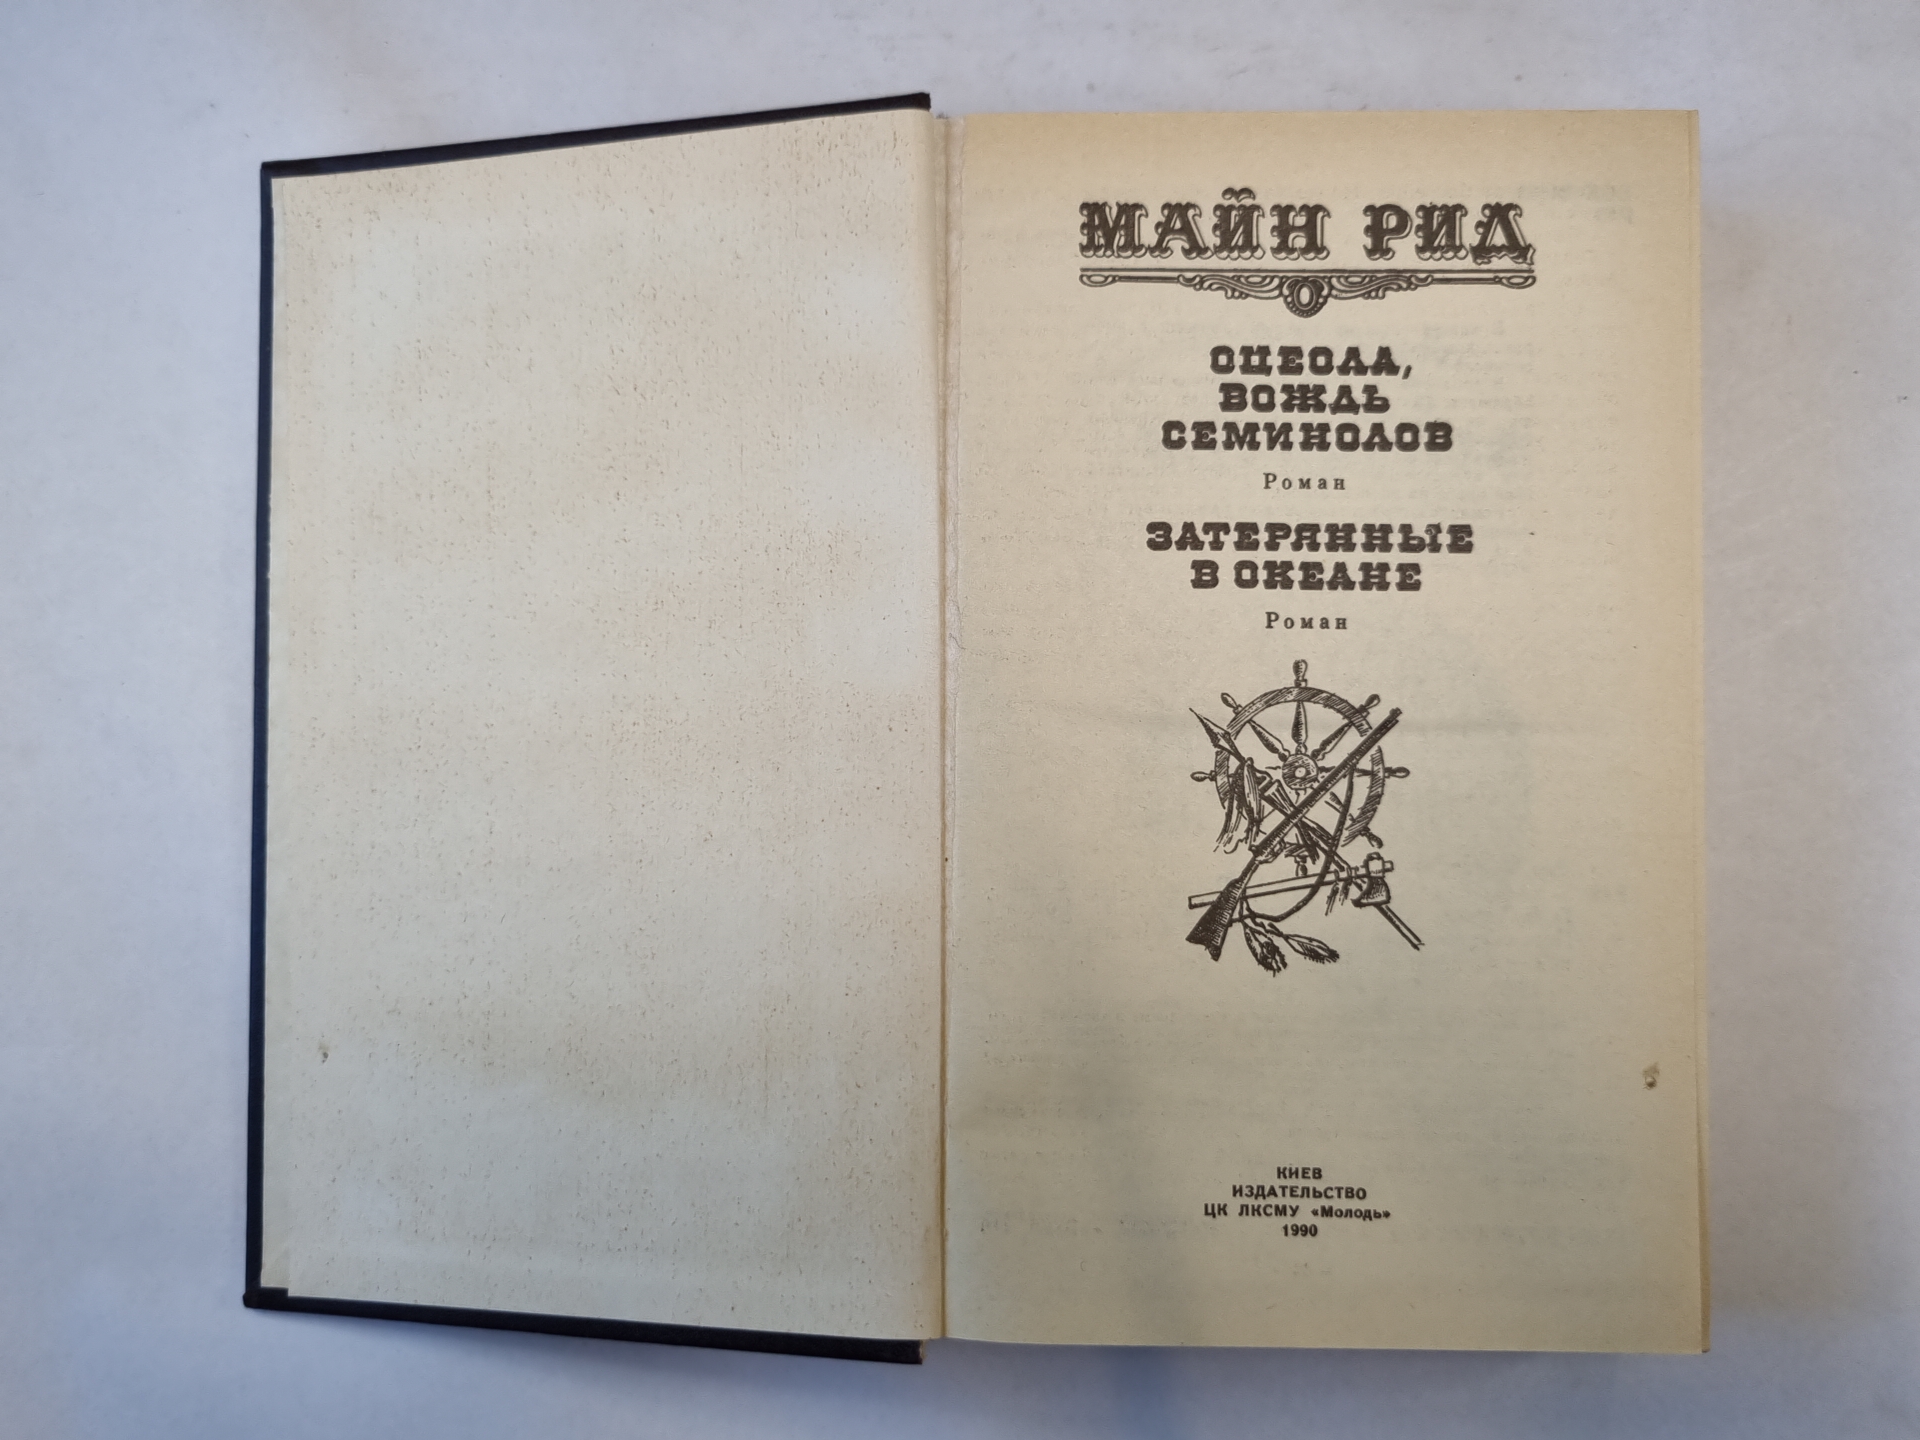 МАЙН РИД
ОЦЕОЛА,
ВОЖДЬ
СЕМИНОЛОВ
Роман
ЗАТЕРЯННЫЕ
В ОКЕАНЕ
Роман
КИЕВ
ИЗДАТЕЛЬСТВО
ЦК ЛКСМУ «Молодь»
1990